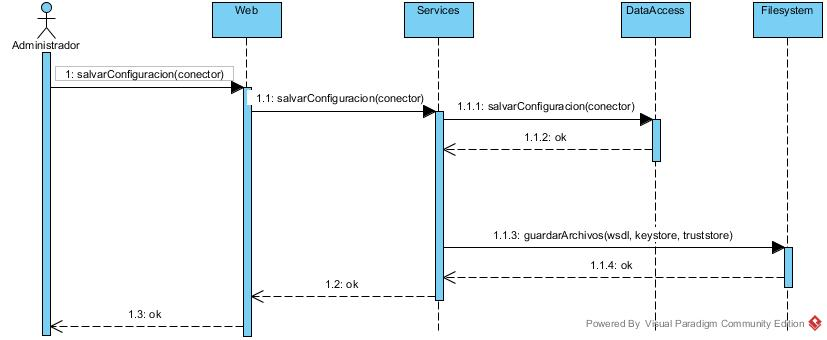 Web
Services
DataAccess
Filesystem
Administrador
1: salvarConfiguracion(conector)
1.1: salvarConfiguracion(conector)
1.1.1: salvarConfiguracion(conector)
1.1.2: ok
1.1.3: guardarArchivos(wsdl, keystore, truststore)
1.1.4: ok
1.2: ok
1.3: ok
Powered By Visual Paradigm Community Edition